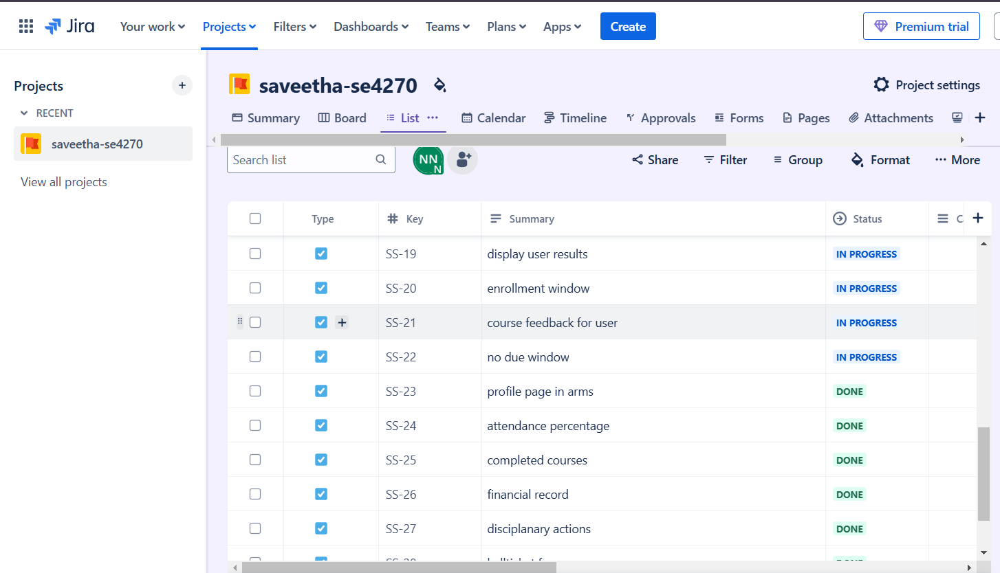 Jira Your work Projects Filters Dashboards Teams Plans Apps Create Premium trial
Projects
RECENT
saveetha-se4270
View all projects
saveetha-se4270 Project settings
Summary Board List Calendar Timeline Approvals Forms Pages Attachments
Search list NN N Share Filter Group Format More
Type Key Summary Status
SS-19 display user results IN PROGRESS
SS-20 enrollment window IN PROGRESS
SS-21 course feedback for user IN PROGRESS
SS-22 no due window IN PROGRESS
SS-23 profile page in arms DONE
SS-24 attendance percentage DONE
SS-25 completed courses DONE
SS-26 financial record DONE
SS-27 disciplanary actions DONE